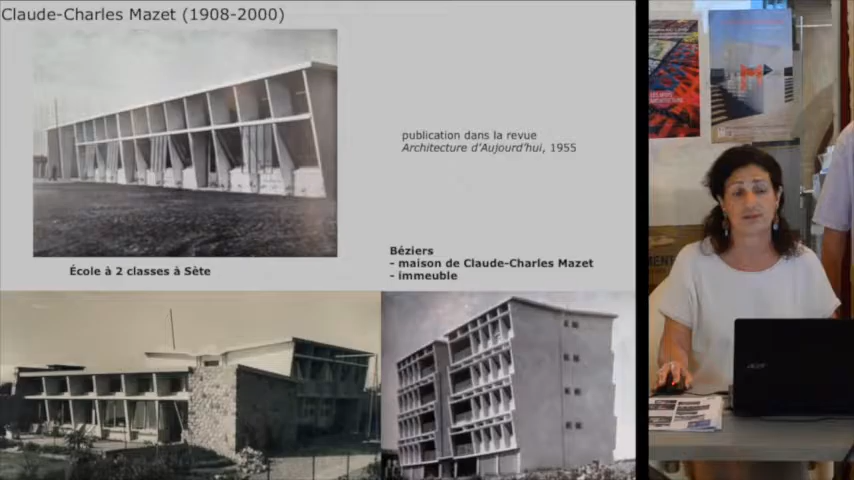 Claude-Charles Mazet (1908-2000)
publication dans la revue
Architecture d'Aujourd'hui, 1955
Béziers
- maison de Claude-Charles Mazet
- immeuble
École à 2 classes à Sète
acer